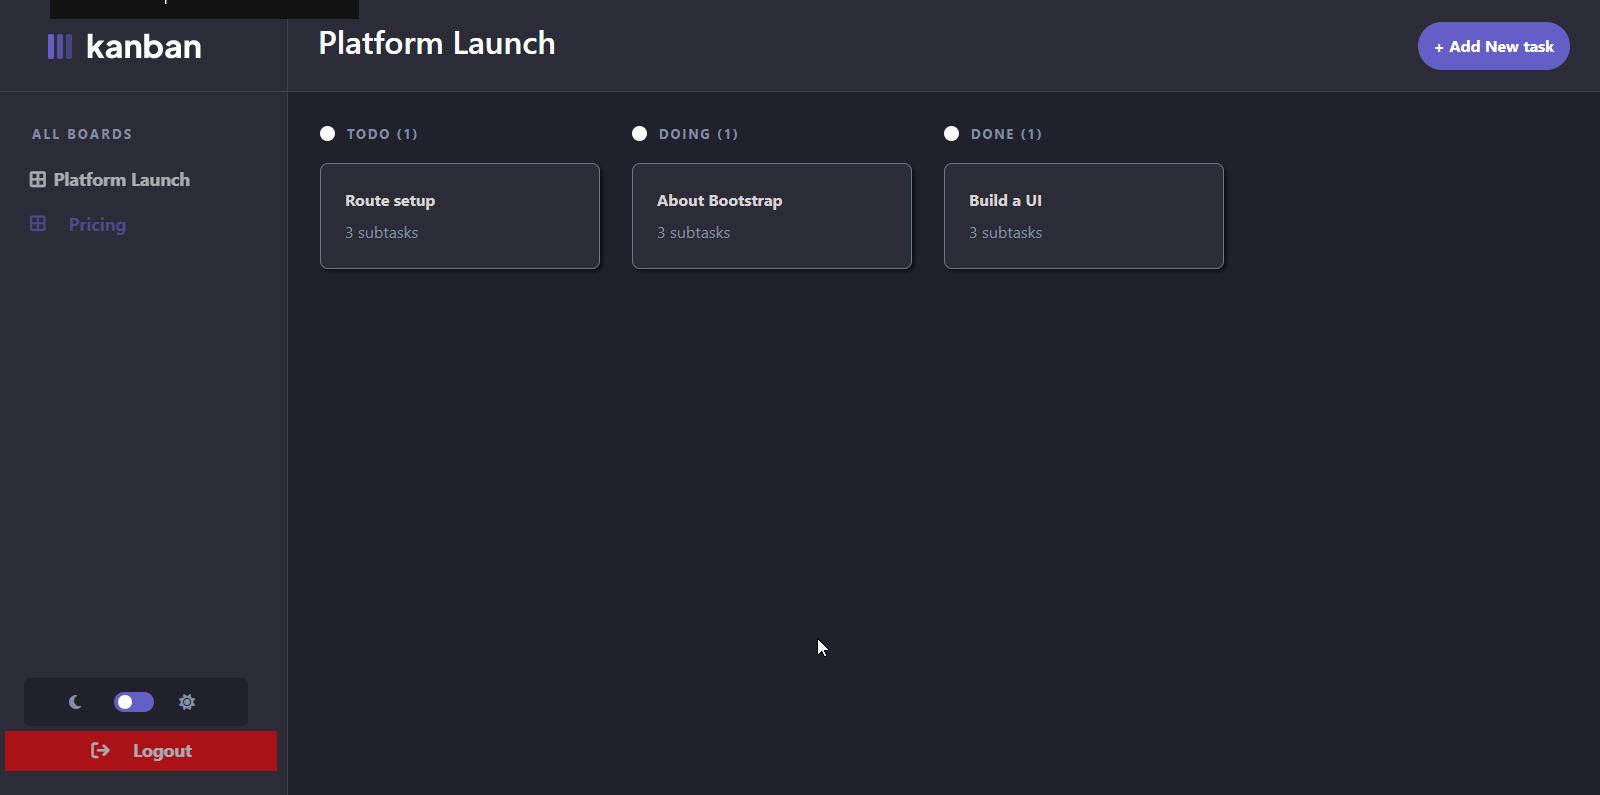 kanban
Platform Launch
+ Add New task
ALL BOARDS
Platform Launch
Pricing
TODO (1)
Route setup
3 subtasks
DOING (1)
About Bootstrap
3 subtasks
DONE (1)
Build a UI
3 subtasks
Logout